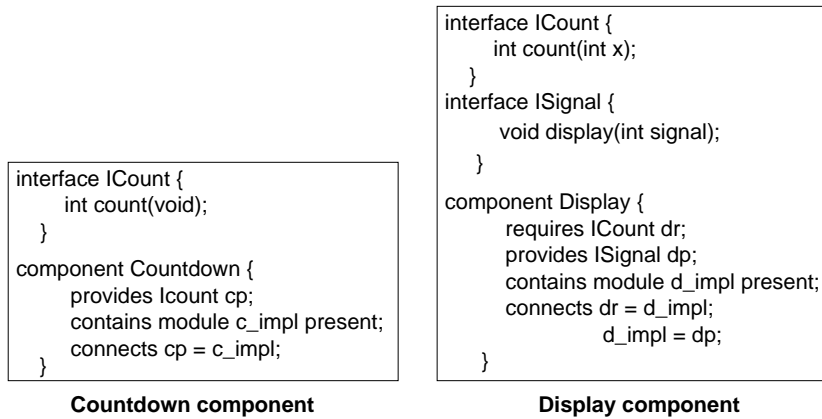 interface ICount {
int count(void);
}
component Countdown {
provides Icount cp;
contains module c_impl present;
connects cp = c_impl;
}
Countdown component
interface ICount {
int count(int x);
}
interface ISignal {
void display(int signal);
}
component Display {
requires ICount dr;
provides ISignal dp;
contains module d_impl present;
connects dr = d_impl;
d_impl = dp;
}
Display component